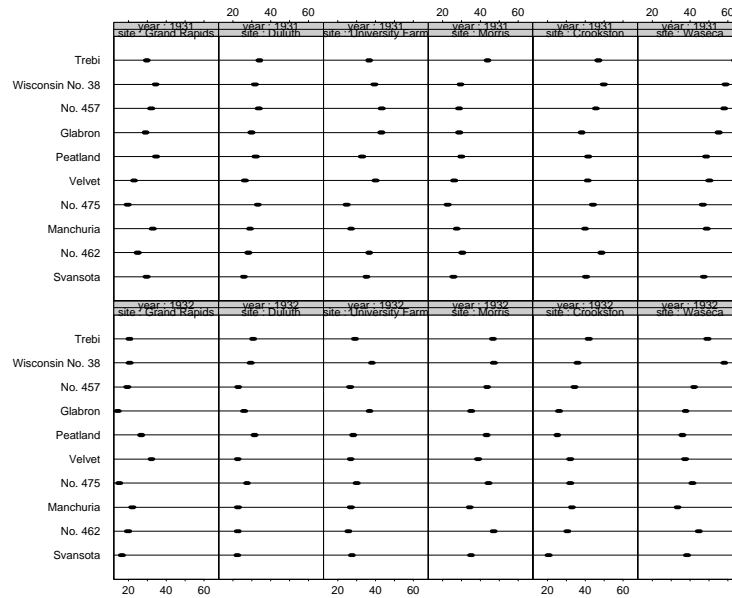 20 40 60 20 40 60 20 40 60
year : 1931 year : 1931 year : 1931 year : 1931 year : 1931 year : 1931
site : Grand Rapids site : Duluth site : University Farm site : Morris site : Crookston site : Waseca
Trebi
Wisconsin No. 38
No. 457
Glabron
Peatland
Velvet
No. 475
Manchuria
No. 462
Svansota
year : 1932 year : 1932 year : 1932 year : 1932 year : 1932 year : 1932
site : Grand Rapids site : Duluth site : University Farm site : Morris site : Crookston site : Waseca
Trebi
Wisconsin No. 38
No. 457
Glabron
Peatland
Velvet
No. 475
Manchuria
No. 462
Svansota
20 40 60 20 40 60 20 40 60